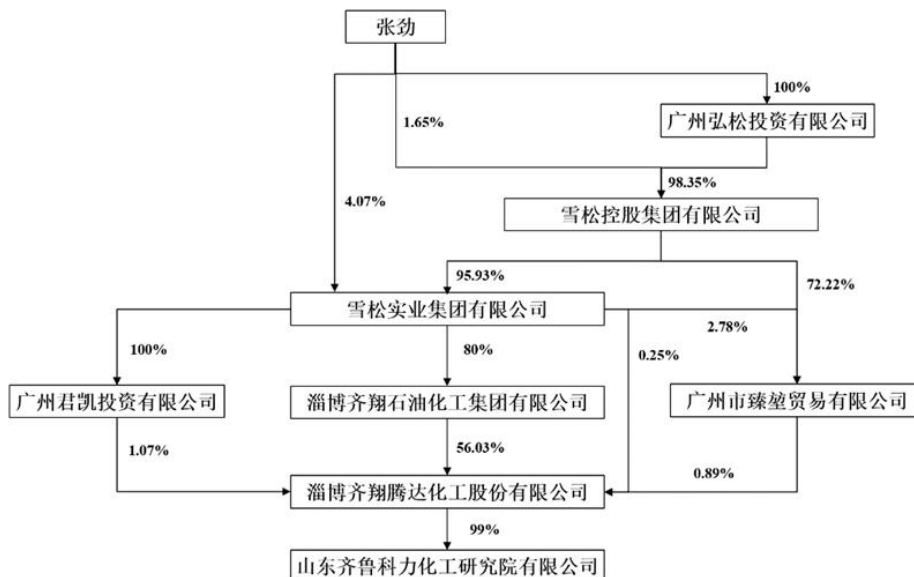 张劲
100%
1.65%
广州弘松投资有限公司
98.35%
4.07%
雪松控股集团有限公司
95.93%
72.22%
雪松实业集团有限公司
2.78%
100%
80%
0.25%
广州君凯投资有限公司
淄博齐翔石油化工集团有限公司
广州市臻堃贸易有限公司
1.07%
56.03%
0.89%
淄博齐翔腾达化工股份有限公司
99%
山东齐鲁科力化工研究院有限公司